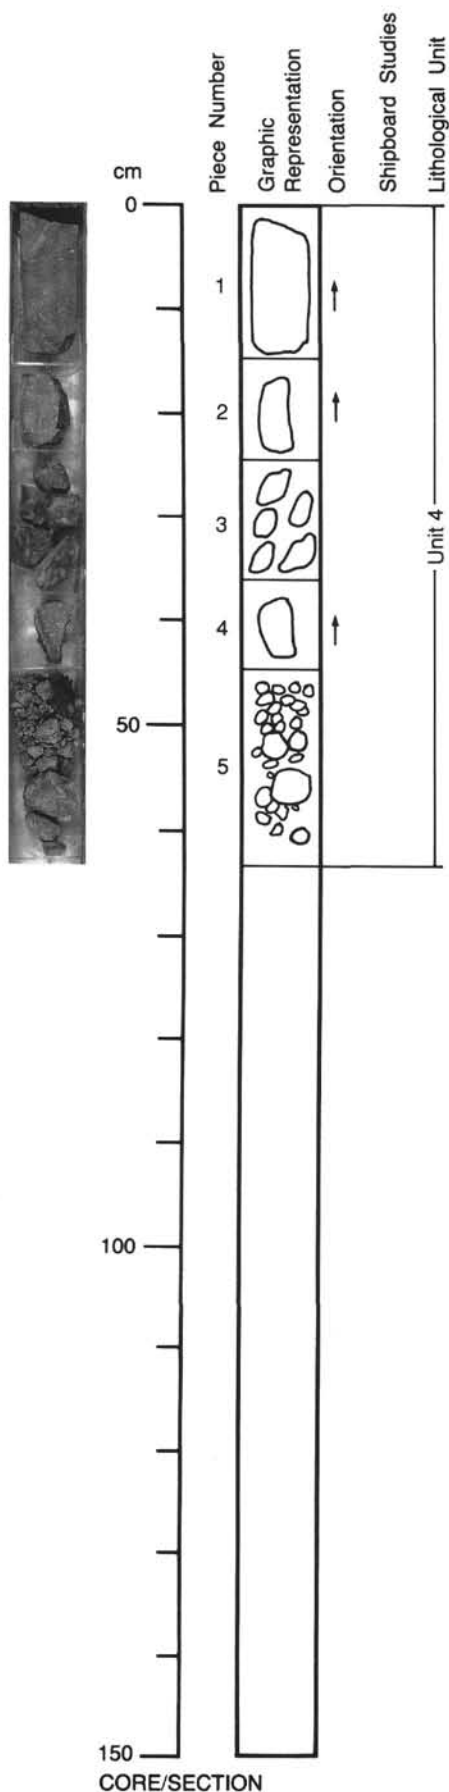 cm
Piece Number
Graphic
Representation
Orientation
Shipboard Studies
Lithological Unit
0
1
2
3
Unit 4
4
50
5
100
150
CORE/SECTION